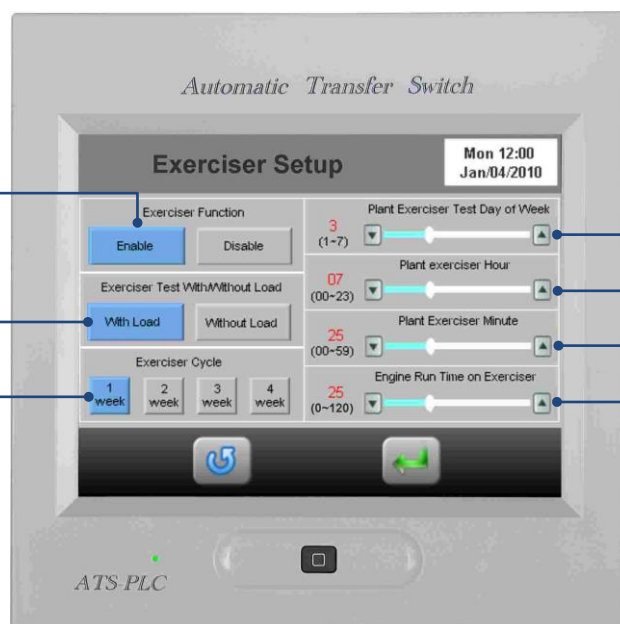 Automatic Transfer Switch
Exerciser Setup
Mon 12:00
Jan/04/2010
Exerciser Function
Enable
Disable
Exerciser Test With/Without Load
With Load
Without Load
Exerciser Cycle
1 week
2 week
3 week
4 week
Plant Exerciser Test Day of Week
3
(1~7)
Plant exerciser Hour
07
(00~23)
Plant Exerciser Minute
25
(00~59)
Engine Run Time on Exerciser
25
(0~120)
ATS-PLC